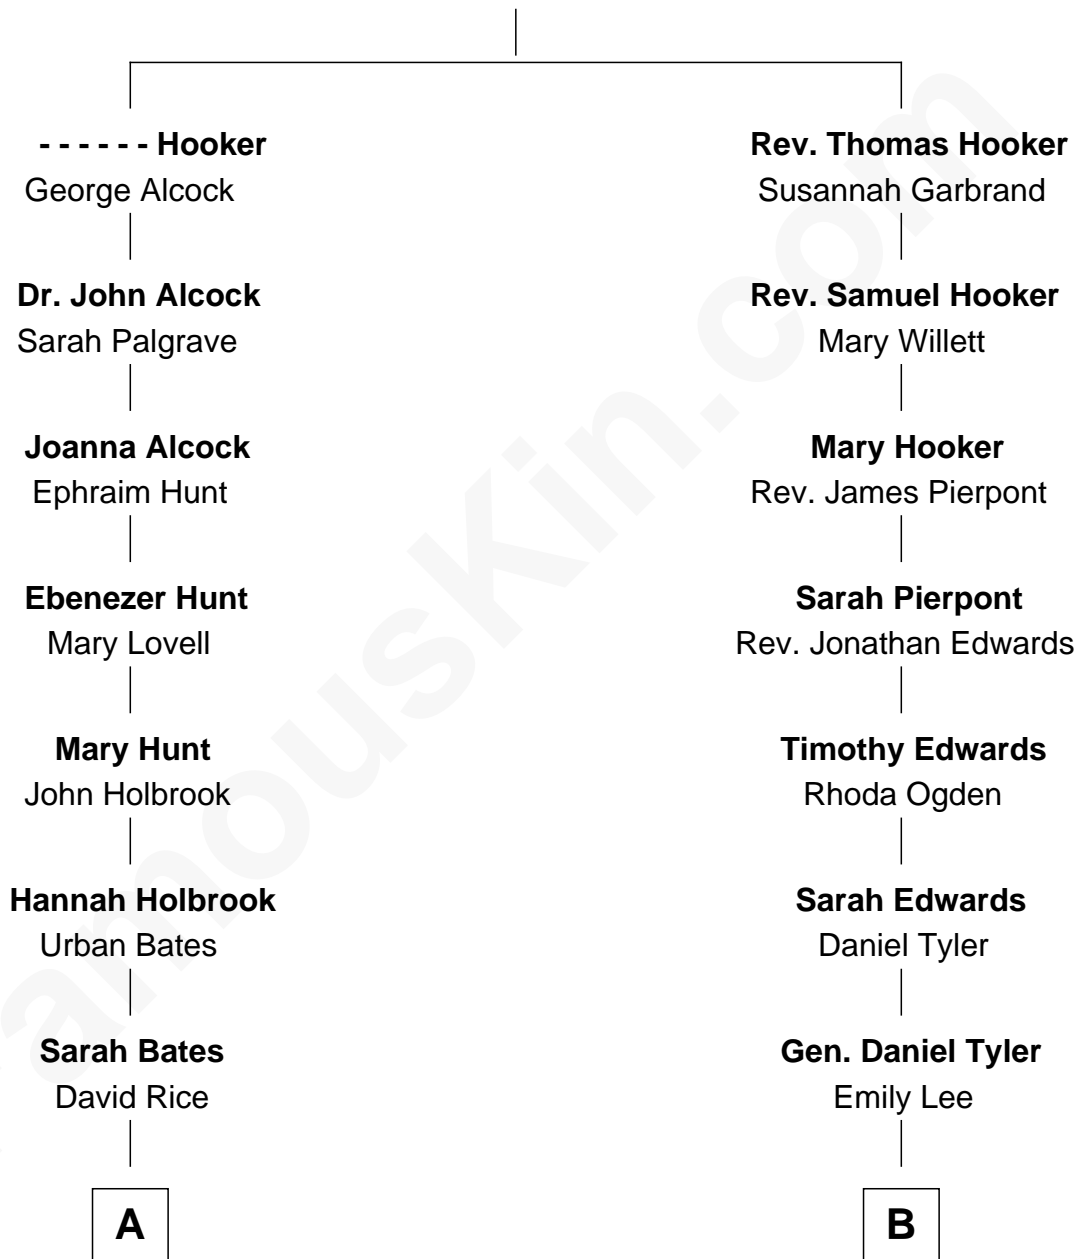 - - - - - - Hooker
George Alcock
Dr. John Alcock
Sarah Palgrave
Joanna Alcock
Ephraim Hunt
Ebenezer Hunt
Mary Lovell
Mary Hunt
John Holbrook
Hannah Holbrook
Urban Bates
Sarah Bates
David Rice
A
Rev. Thomas Hooker
Susannah Garbrand
Rev. Samuel Hooker
Mary Willett
Mary Hooker
Rev. James Pierpont
Sarah Pierpont
Rev. Jonathan Edwards
Timothy Edwards
Rhoda Ogden
Sarah Edwards
Daniel Tyler
Gen. Daniel Tyler
Emily Lee
B
amouskin.com